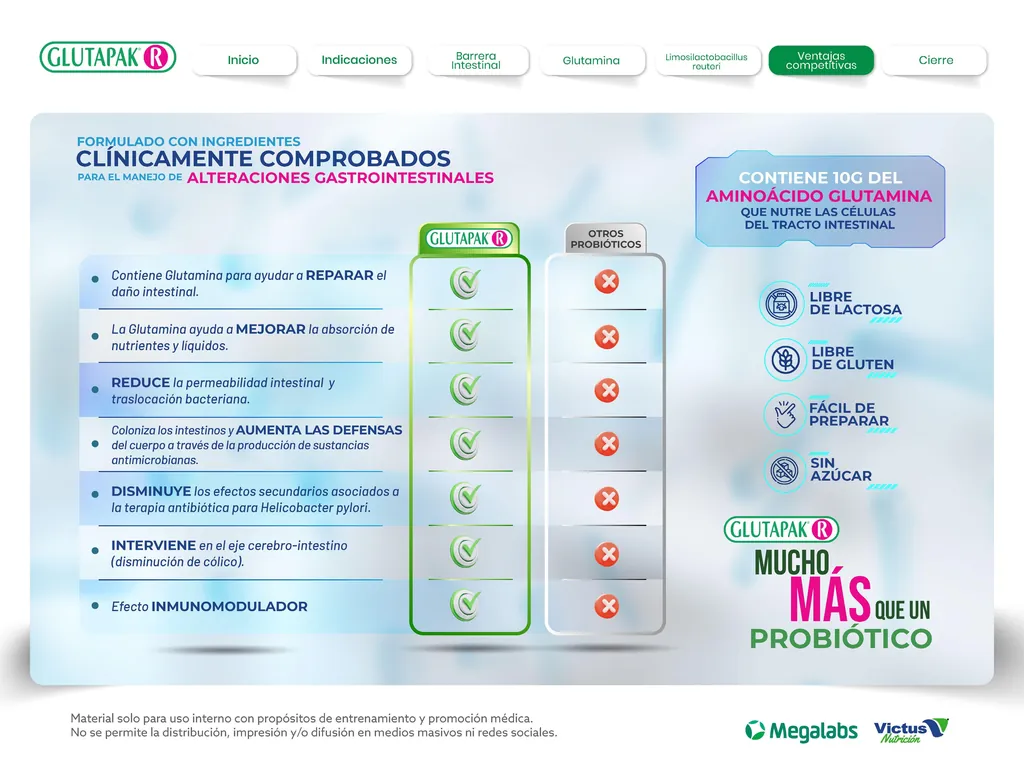 GLUTAPAK R
Inicio
Indicaciones
Barrera
Intestinal
Glutamina
Limosilactobacillus
reuteri
Ventajas
competitivas
Cierre
FORMULADO CON INGREDIENTES
CLÍNICAMENTE COMPROBADOS
PARA EL MANEJO DE ALTERACIONES GASTROINTESTINALES
CONTIENE 10G DEL
AMINOÁCIDO GLUTAMINA
QUE NUTRE LAS CÉLULAS
DEL TRACTO INTESTINAL
GLUTAPAK R
OTROS
PROBIÓTICOS
Contiene Glutamina para ayudar a REPARAR el
daño intestinal.
La Glutamina ayuda a MEJORAR la absorción de
nutrientes y líquidos.
REDUCE la permeabilidad intestinal y
traslocación bacteriana.
Coloniza los intestinos y AUMENTA LAS DEFENSAS
del cuerpo a través de la producción de sustancias
antimicrobianas.
DISMINUYE los efectos secundarios asociados a
la terapia antibiótica para Helicobacter pylori.
INTERVIENE en el eje cerebro-intestino
(disminución de cólico).
Efecto INMUNOMODULADOR
LIBRE
DE LACTOSA
LIBRE
DE GLUTEN
FÁCIL DE
PREPARAR
SIN
AZÚCAR
GLUTAPAK R
MUCHO
MÁS QUE UN
PROBIÓTICO
Material solo para uso interno con propósitos de entrenamiento y promoción médica.
No se permite la distribución, impresión y/o difusión en medios masivos ni redes sociales.
Megalabs
Victus
Nutrición